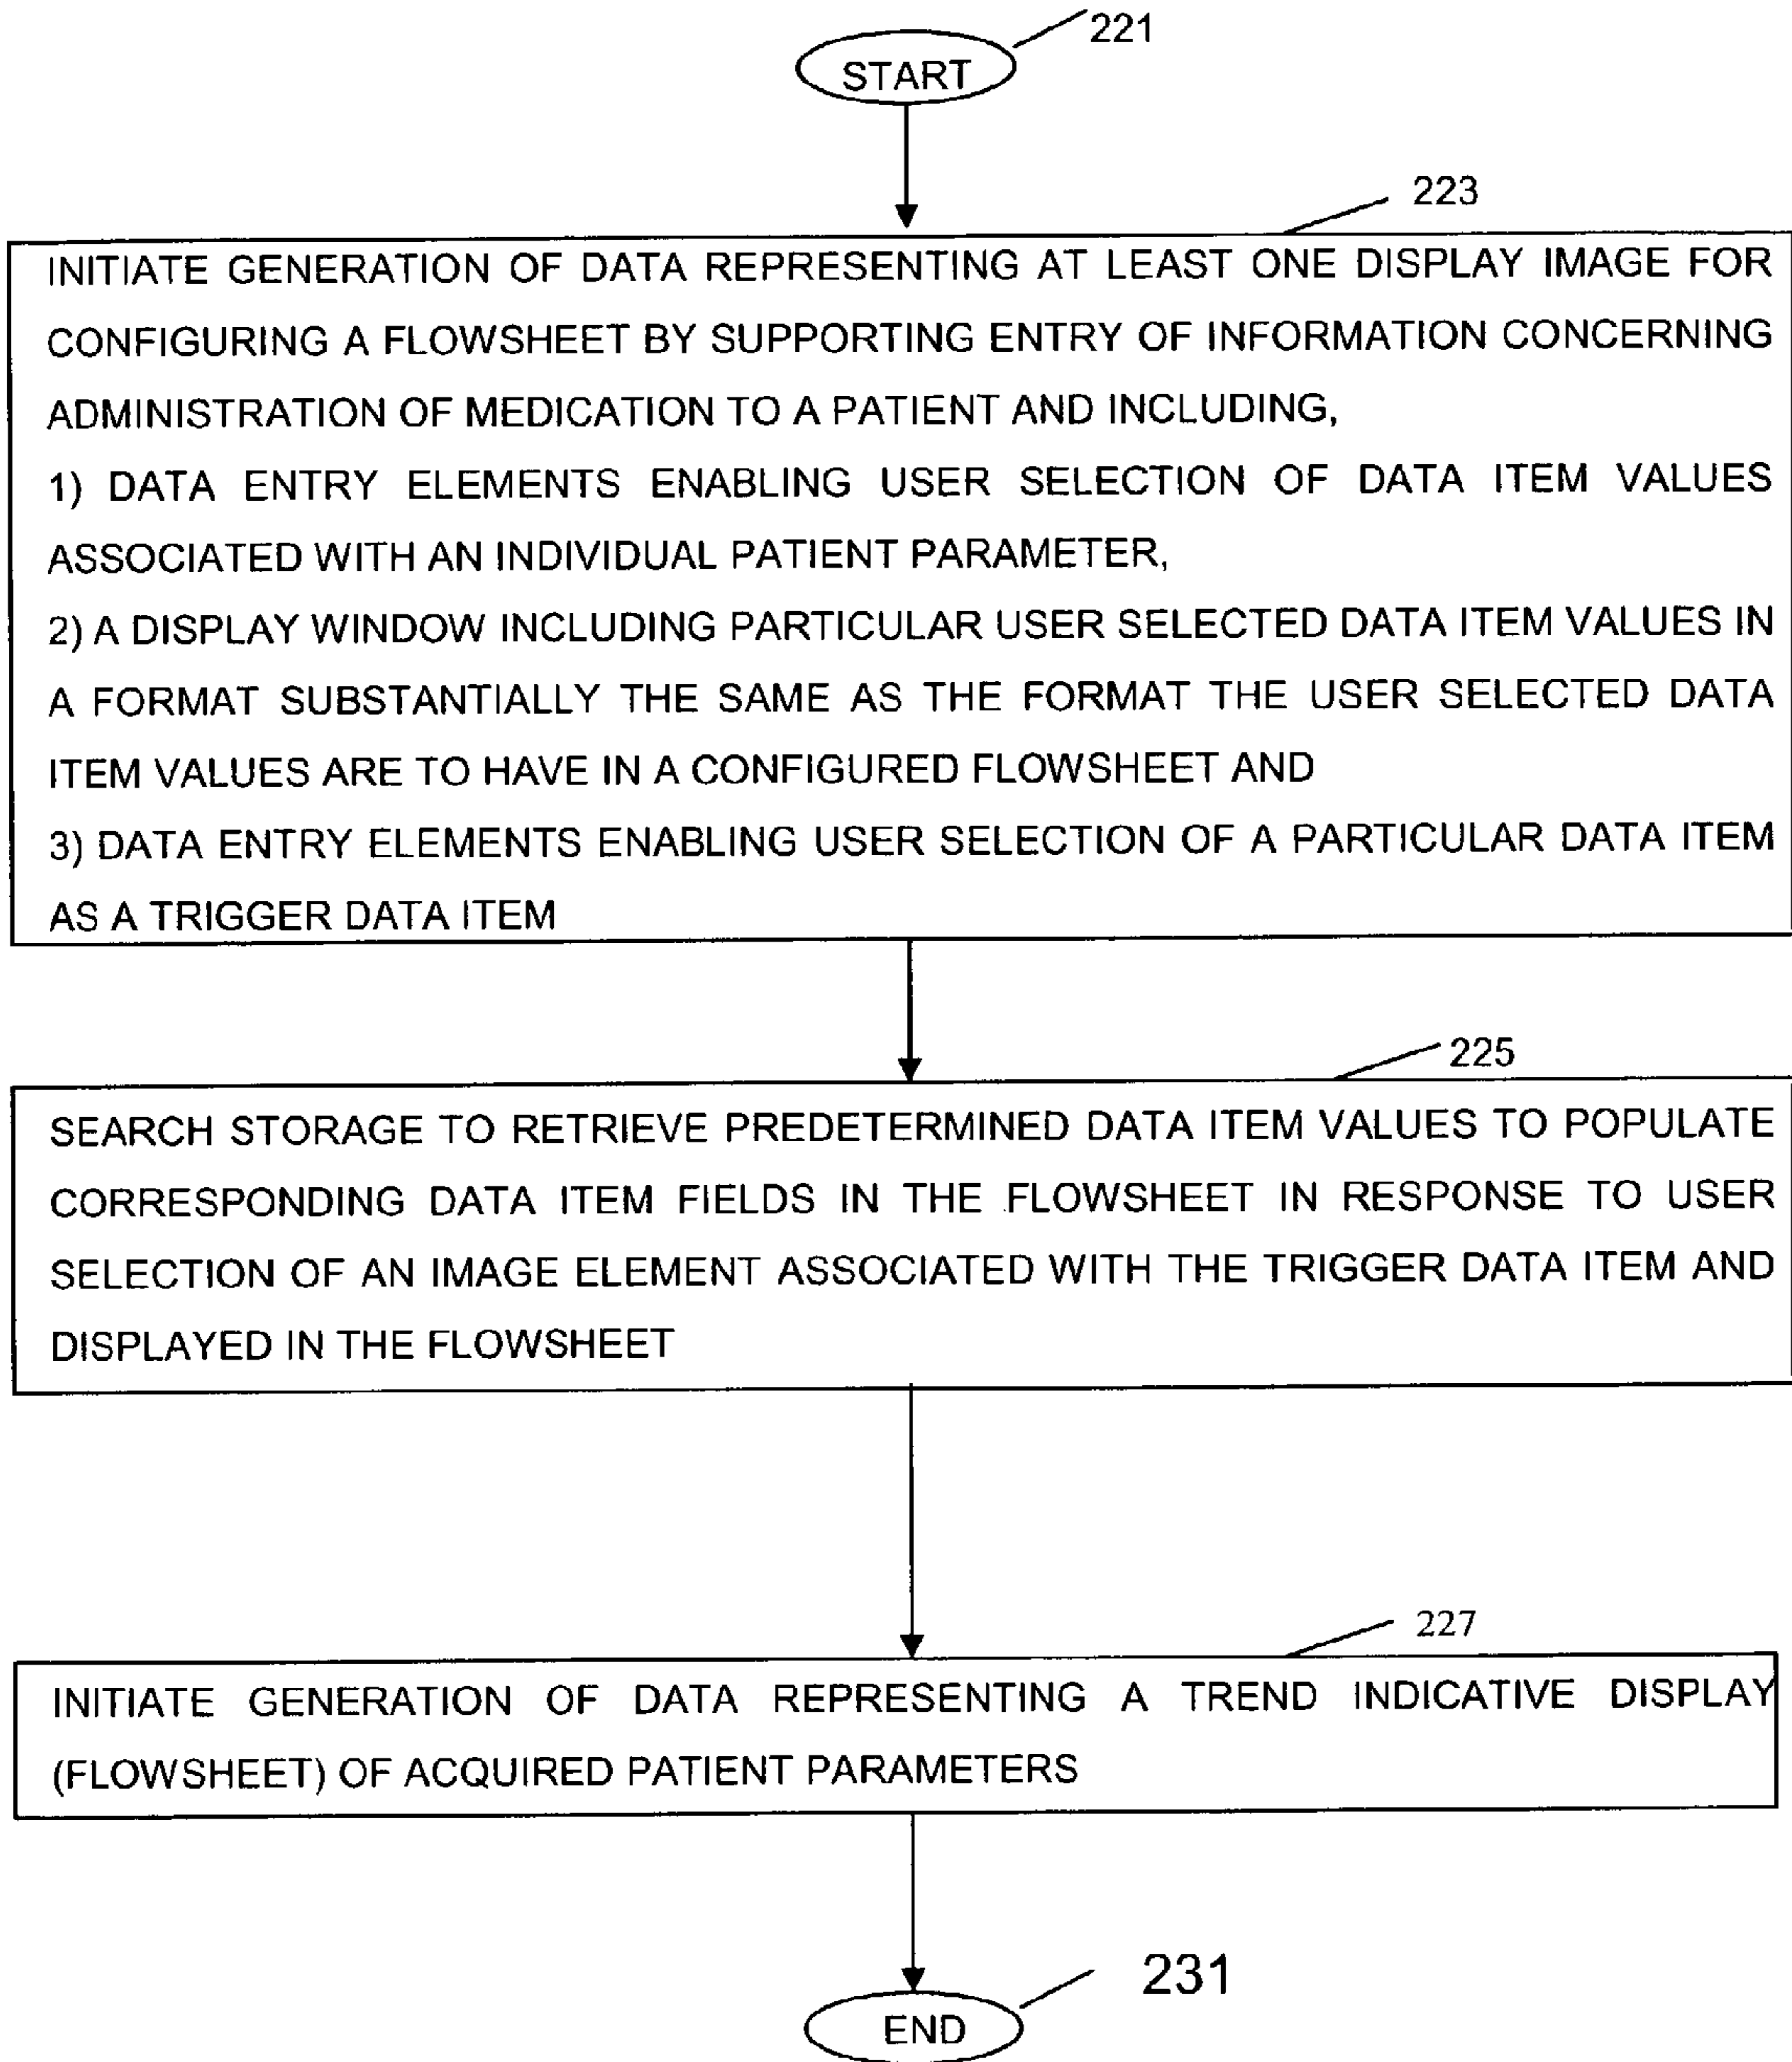 221
START
223
INITIATE GENERATION OF DATA REPRESENTING AT LEAST ONE DISPLAY IMAGE FOR
CONFIGURING A FLOWSHEET BY SUPPORTING ENTRY OF INFORMATION CONCERNING
ADMINISTRATION OF MEDICATION TO A PATIENT AND INCLUDING,
1) DATA ENTRY ELEMENTS ENABLING USER SELECTION OF DATA ITEM VALUES
ASSOCIATED WITH AN INDIVIDUAL PATIENT PARAMETER,
2) A DISPLAY WINDOW INCLUDING PARTICULAR USER SELECTED DATA ITEM VALUES IN
A FORMAT SUBSTANTIALLY THE SAME AS THE FORMAT THE USER SELECTED DATA
ITEM VALUES ARE TO HAVE IN A CONFIGURED FLOWSHEET AND
3) DATA ENTRY ELEMENTS ENABLING USER SELECTION OF A PARTICULAR DATA ITEM
AS A TRIGGER DATA ITEM
225
SEARCH STORAGE TO RETRIEVE PREDETERMINED DATA ITEM VALUES TO POPULATE
CORRESPONDING DATA ITEM FIELDS IN THE FLOWSHEET IN RESPONSE TO USER
SELECTION OF AN IMAGE ELEMENT ASSOCIATED WITH THE TRIGGER DATA ITEM AND
DISPLAYED IN THE FLOWSHEET
227
INITIATE GENERATION OF DATA REPRESENTING A TREND INDICATIVE DISPLAY
(FLOWSHEET) OF ACQUIRED PATIENT PARAMETERS
231
END